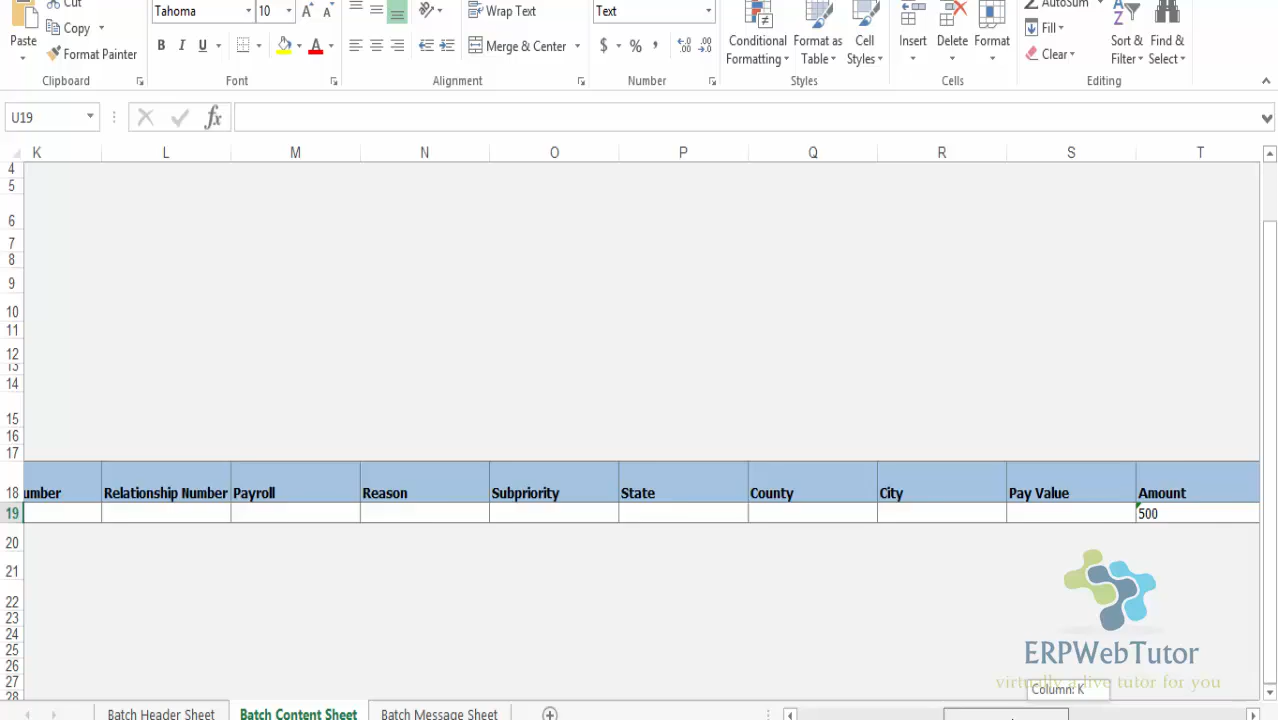 Cut
Tahoma 10
Wrap Text
Text
AutoSum
Paste
Copy
Format Painter
B I U
Merge & Center
$ % ,
Conditional Formatting
Format as Table
Cell Styles
Insert
Delete
Format
Fill
Clear
Sort & Filter
Find & Select
Clipboard
Font
Alignment
Number
Styles
Cells
Editing
U19
fx
K L M N O P Q R S T
4
5
6
7
8
9
10
11
12
13
14
15
16
17
18 umber Relationship Number Payroll Reason Subpriority State County City Pay Value Amount
19 500
20
21
22
23
24
25
26
27
28
ERPWebTutor
virtually a live tutor for you
Column: K
Batch Header Sheet Batch Content Sheet Batch Message Sheet